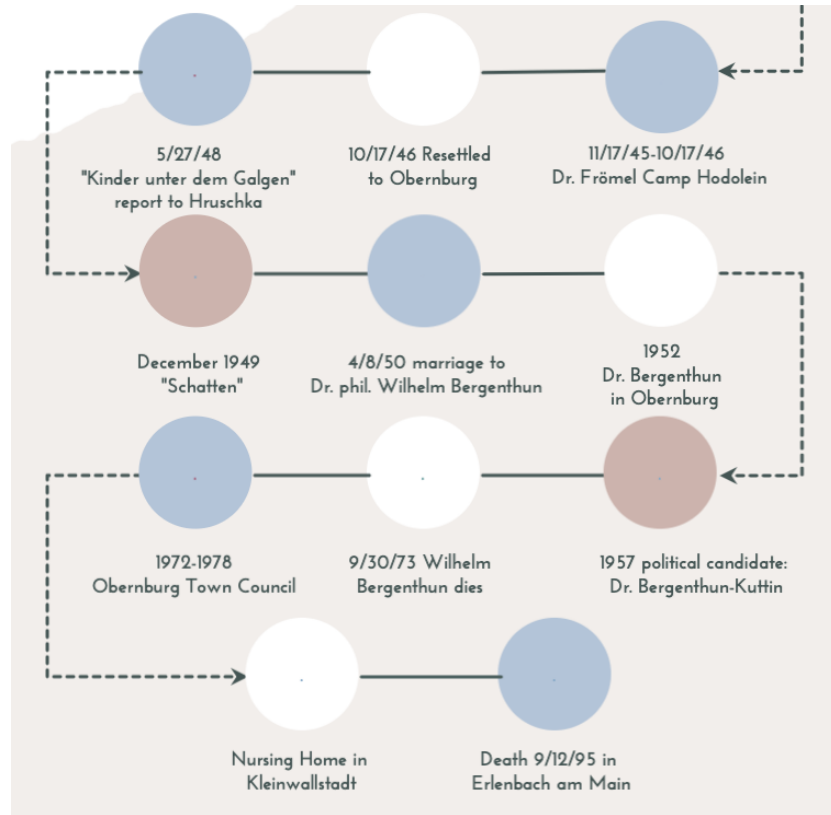 5/27/48
"Kinder unter dem Galgen"
report to Hruschka
10/17/46 Resettled
to Obernburg
11/17/45-10/17/46
Dr. Frömel Camp Hodolein
December 1949
"Schatten"
4/8/50 marriage to
Dr. phil. Wilhelm Bergenthun
1952
Dr. Bergenthun
in Obernburg
1972-1978
Obernburg Town Council
9/30/73 Wilhelm
Bergenthun dies
1957 political candidate:
Dr. Bergenthun-Kuttin
Nursing Home in
Kleinwallstadt
Death 9/12/95 in
Erlenbach am Main